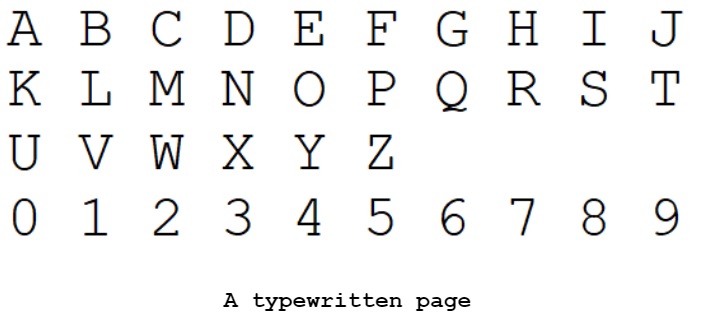 A B C D E F G H I J
K L M N O P Q R S T
U V W X Y Z
0 1 2 3 4 5 6 7 8 9
A typewritten page